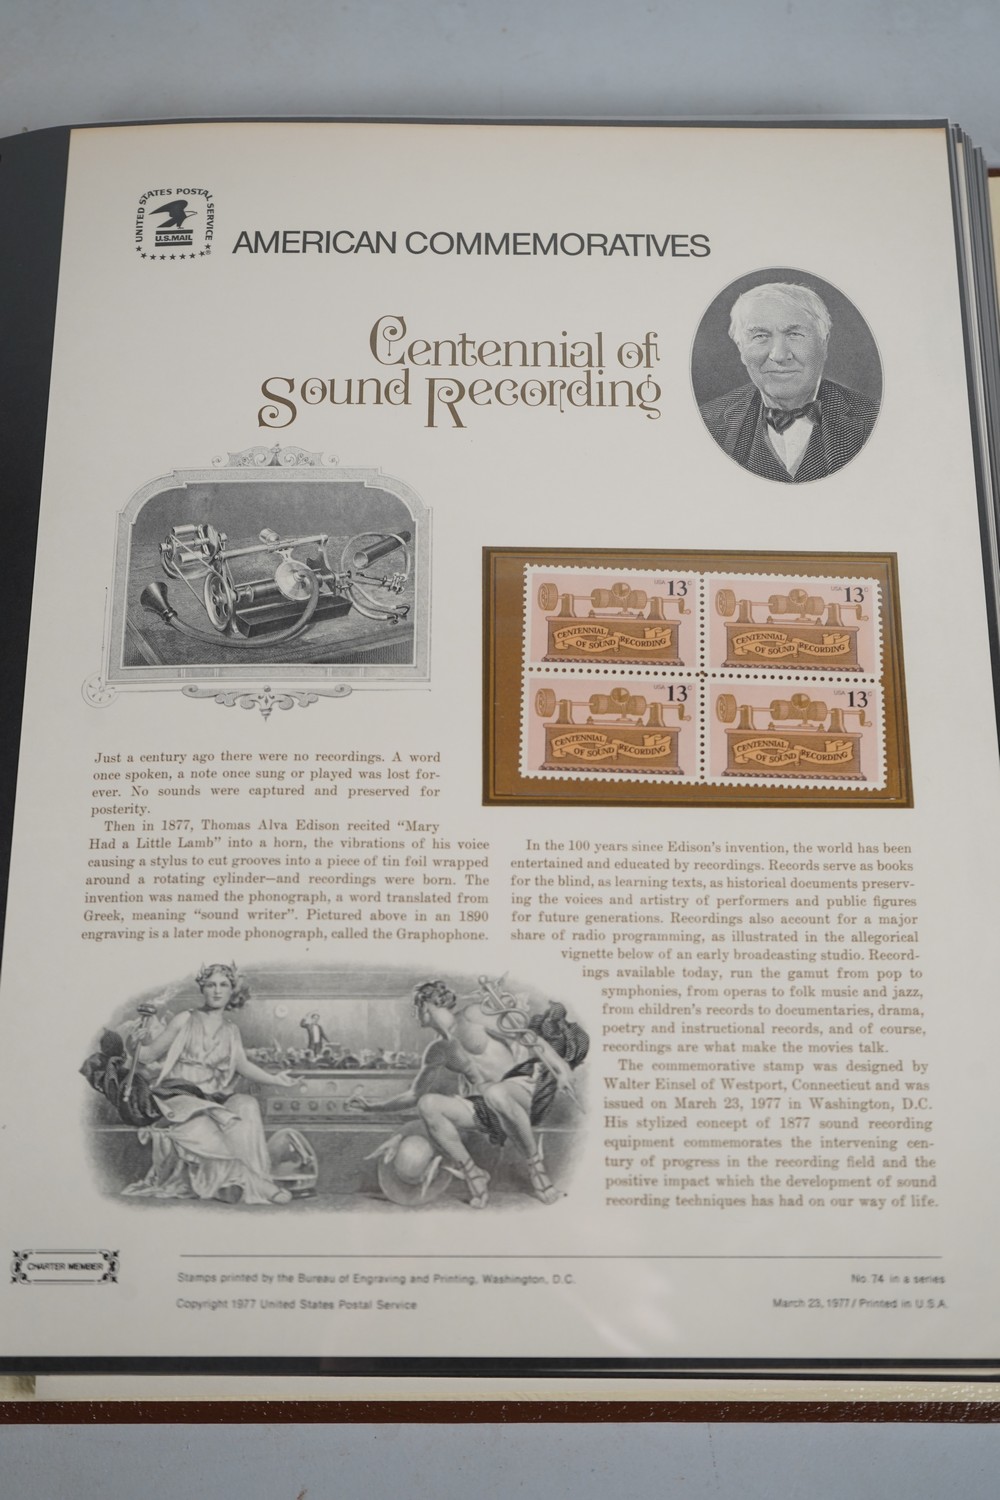 UNITED STATES POSTAL SERVICE
U.S.MAIL
AMERICAN COMMEMORATIVES
Centennial of
Sound Recording
USA 13c
CENTENNIAL
OF SOUND RECORDING
USA 13c
CENTENNIAL
OF SOUND RECORDING
USA 13c
CENTENNIAL
OF SOUND RECORDING
USA 13c
CENTENNIAL
OF SOUND RECORDING
Just a century ago there were no recordings. A word
once spoken, a note once sung or played was lost for-
ever. No sounds were captured and preserved for
posterity.
Then in 1877, Thomas Alva Edison recited “Mary
Had a Little Lamb” into a horn, the vibrations of his voice
causing a stylus to cut grooves into a piece of tin foil wrapped
around a rotating cylinder—and recordings were born. The
invention was named the phonograph, a word translated from
Greek, meaning “sound writer”. Pictured above in an 1890
engraving is a later mode phonograph, called the Graphophone.
In the 100 years since Edison's invention, the world has been
entertained and educated by recordings. Records serve as books
for the blind, as learning texts, as historical documents preserv-
ing the voices and artistry of performers and public figures
for future generations. Recordings also account for a major
share of radio programming, as illustrated in the allegorical
vignette below of an early broadcasting studio. Record-
ings available today, run the gamut from pop to
symphonies, from operas to folk music and jazz,
from children's records to documentaries, drama,
poetry and instructional records, and of course,
recordings are what make the movies talk.
The commemorative stamp was designed by
Walter Einsel of Westport, Connecticut and was
issued on March 23, 1977 in Washington, D.C.
His stylized concept of 1877 sound recording
equipment commemorates the intervening cen-
tury of progress in the recording field and the
positive impact which the development of sound
recording techniques has had on our way of life.
CHARTER MEMBER
Stamps printed by the Bureau of Engraving and Printing, Washington, D.C.
No. 74 in a series
Copyright 1977 United States Postal Service
March 23, 1977/ Printed in U.S.A.